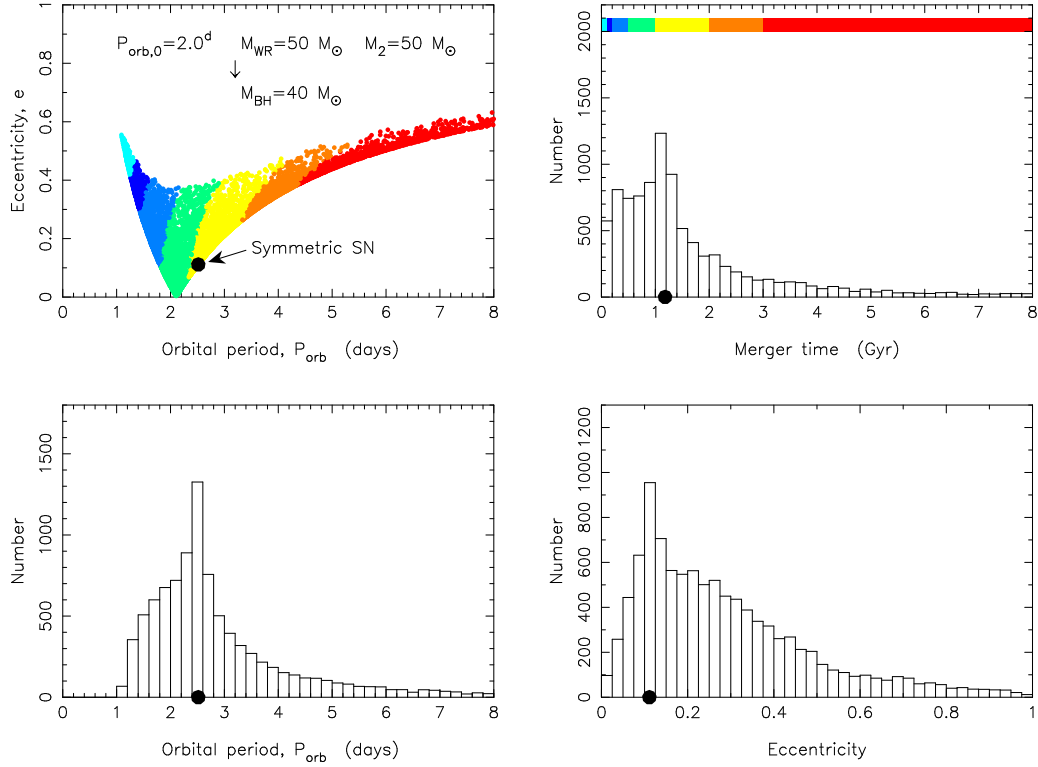 P_orb,0=2.0^d M_WR=50 M_⊙ M_2=50 M_⊙
↓
M_BH=40 M_⊙
Symmetric SN
Eccentricity, e
0 0.2 0.4 0.6 0.8 1
0 1 2 3 4 5 6 7 8
Orbital period, P_orb (days)
Number
0 500 1000 1500 2000
0 1 2 3 4 5 6 7 8
Merger time (Gyr)
Number
0 500 1000 1500
0 1 2 3 4 5 6 7 8
Orbital period, P_orb (days)
Number
0 200 400 600 800 1000 1200
0 0.2 0.4 0.6 0.8 1
Eccentricity